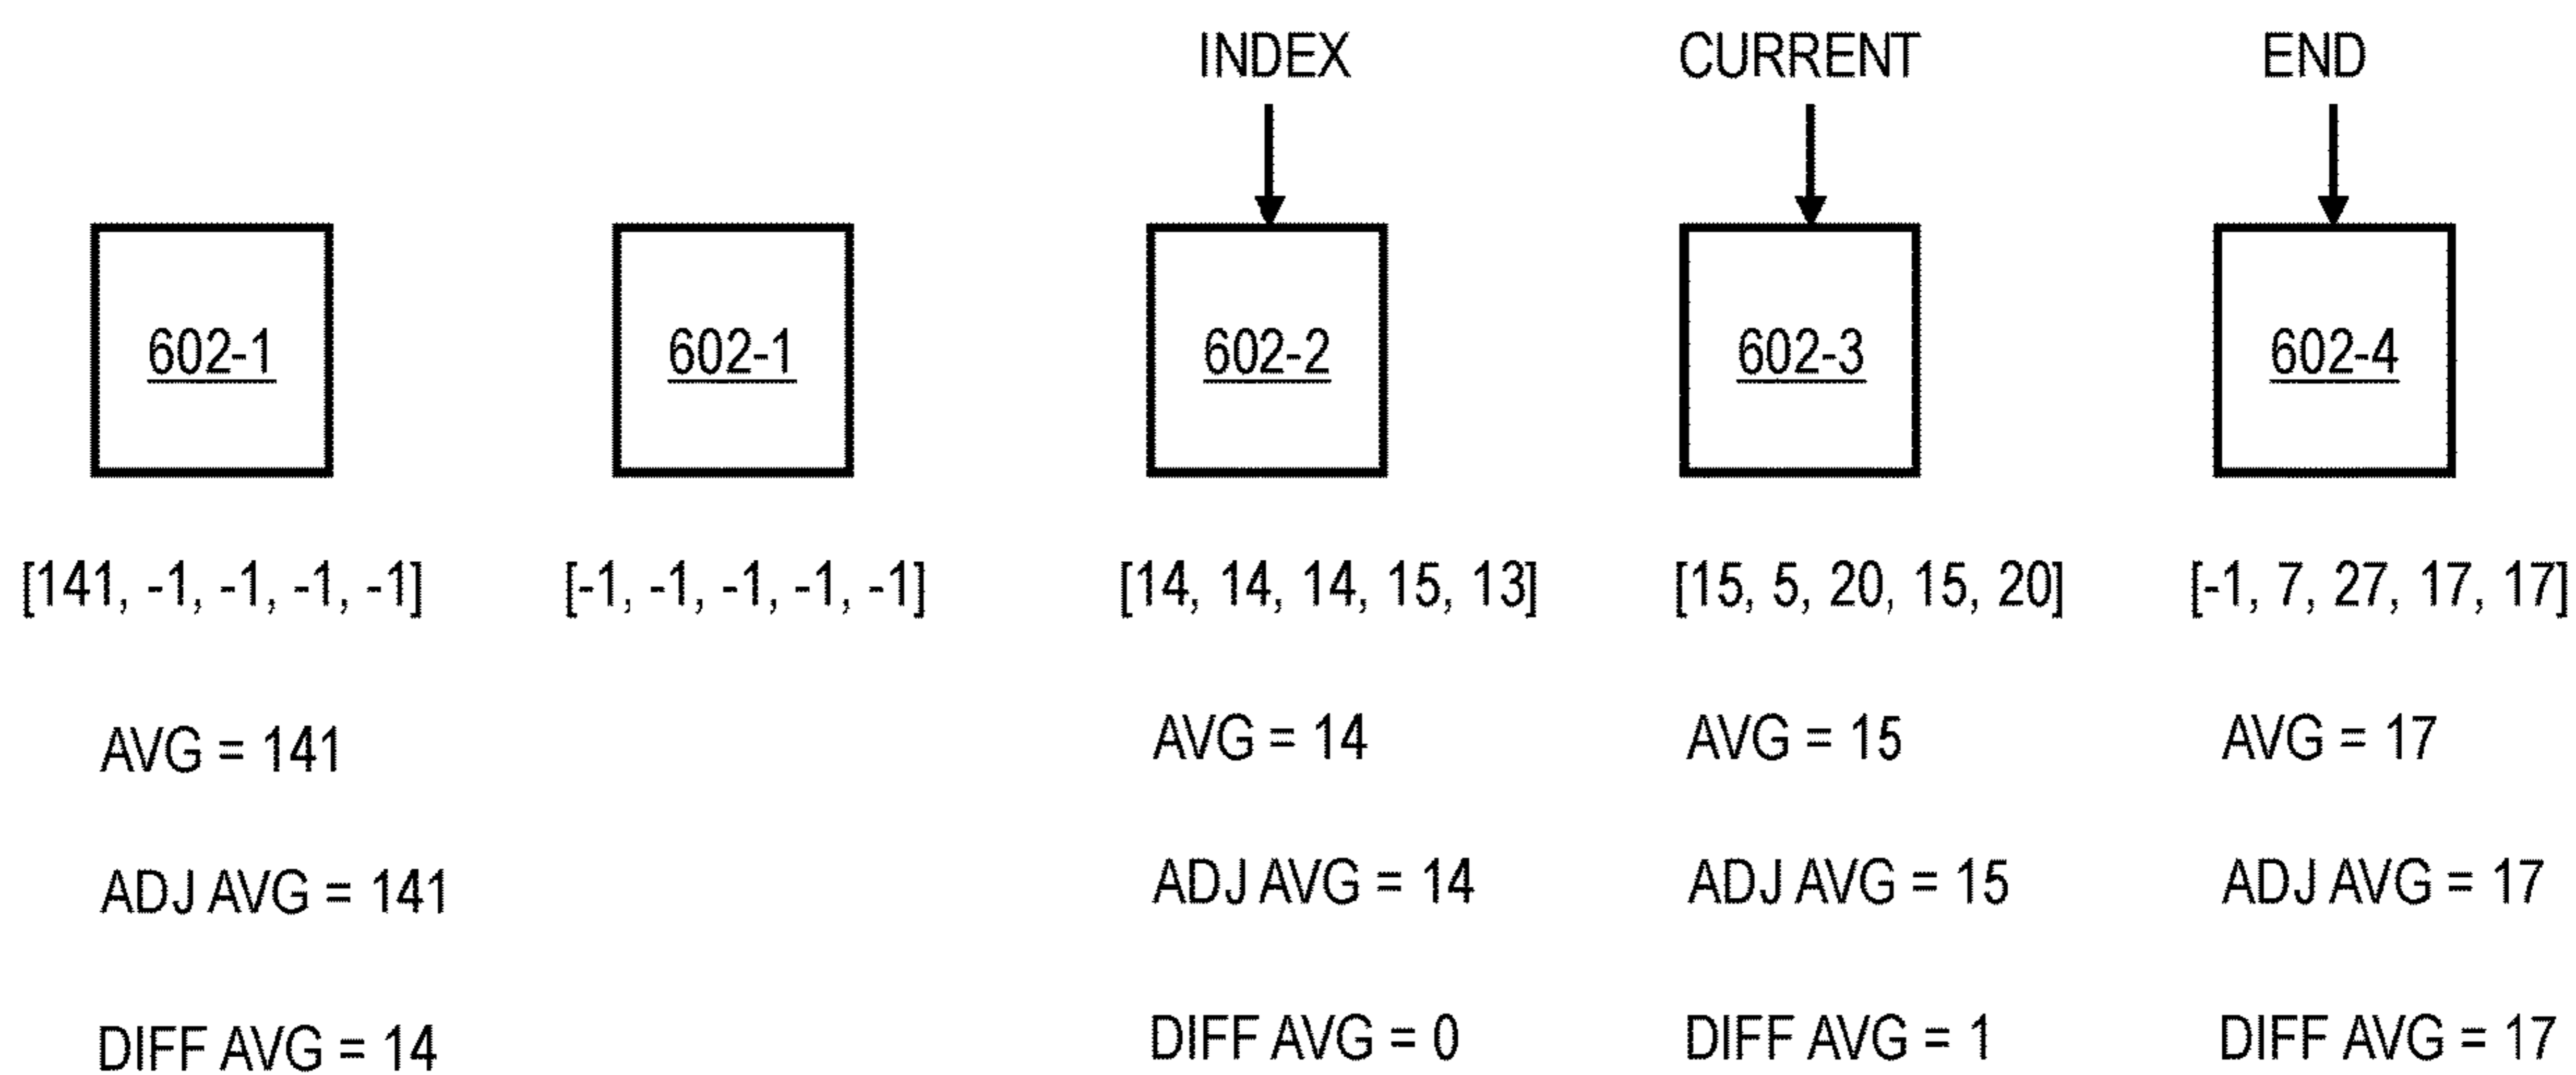 INDEX CURRENT END
602-1 602-1 602-2 602-3 602-4
[141, -1, -1, -1, -1] [-1, -1, -1, -1, -1] [14, 14, 14, 15, 13] [15, 5, 20, 15, 20] [-1, 7, 27, 17, 17]
AVG = 141 AVG = 14 AVG = 15 AVG = 17
ADJ AVG = 141 ADJ AVG = 14 ADJ AVG = 15 ADJ AVG = 17
DIFF AVG = 14 DIFF AVG = 0 DIFF AVG = 1 DIFF AVG = 17